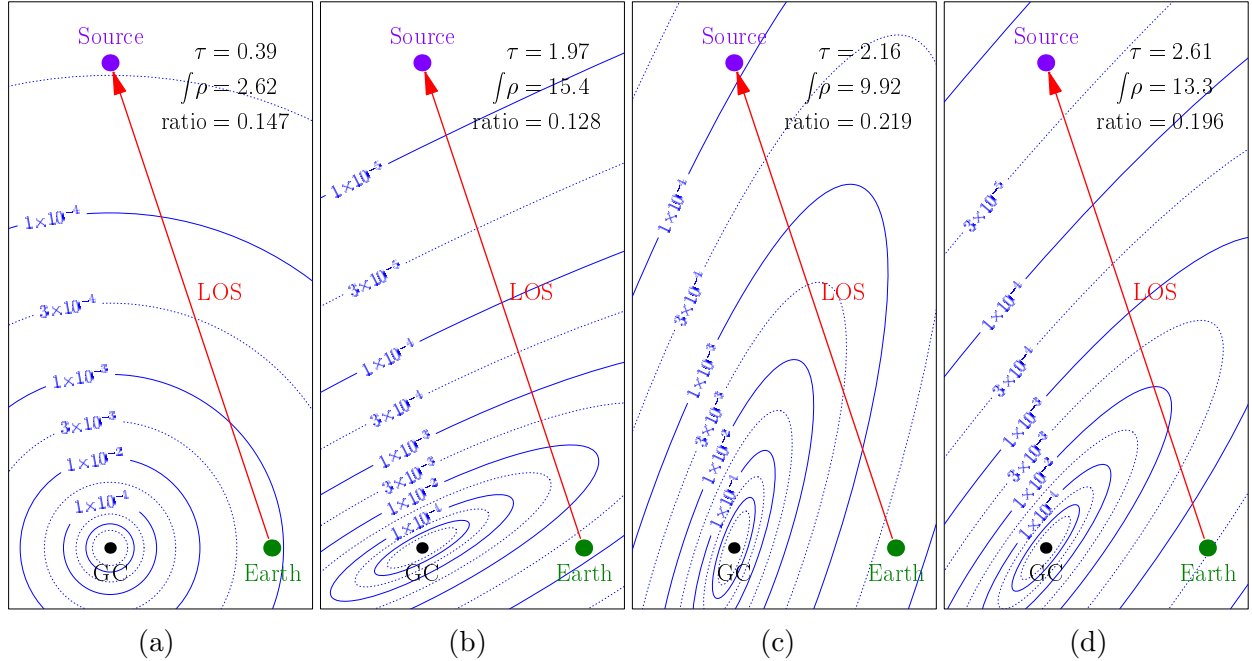 Source
τ = 0.39
∫ρ = 2.62
ratio = 0.147
1×10⁻⁴
LOS
3×10⁻⁴
1×10⁻³
3×10⁻³
1×10⁻²
1×10⁻¹
GC
Earth
(a)
Source
τ = 1.97
∫ρ = 15.4
ratio = 0.128
1×10⁻⁵
3×10⁻⁵
LOS
1×10⁻⁴
3×10⁻⁴
1×10⁻³
3×10⁻³
1×10⁻²
1×10⁻¹
GC
Earth
(b)
Source
τ = 2.16
∫ρ = 9.92
ratio = 0.219
1×10⁻⁴
3×10⁻⁴
LOS
1×10⁻³
3×10⁻³
1×10⁻²
1×10⁻¹
GC
Earth
(c)
Source
τ = 2.61
∫ρ = 13.3
ratio = 0.196
3×10⁻⁵
1×10⁻⁴
LOS
3×10⁻⁴
1×10⁻³
3×10⁻³
1×10⁻²
1×10⁻¹
GC
Earth
(d)